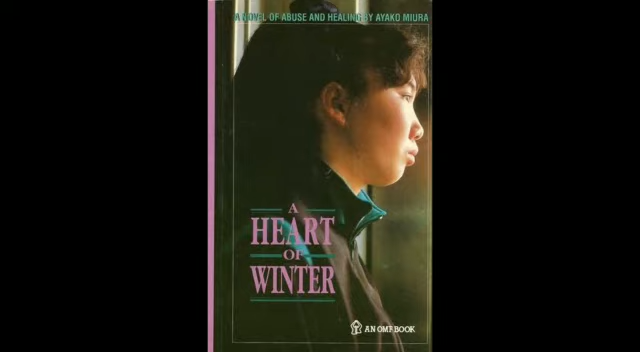 A NOVEL OF ABUSE AND HEALING BY AYAKO MIURA
A
HEART
OF
WINTER
AN OMF BOOK